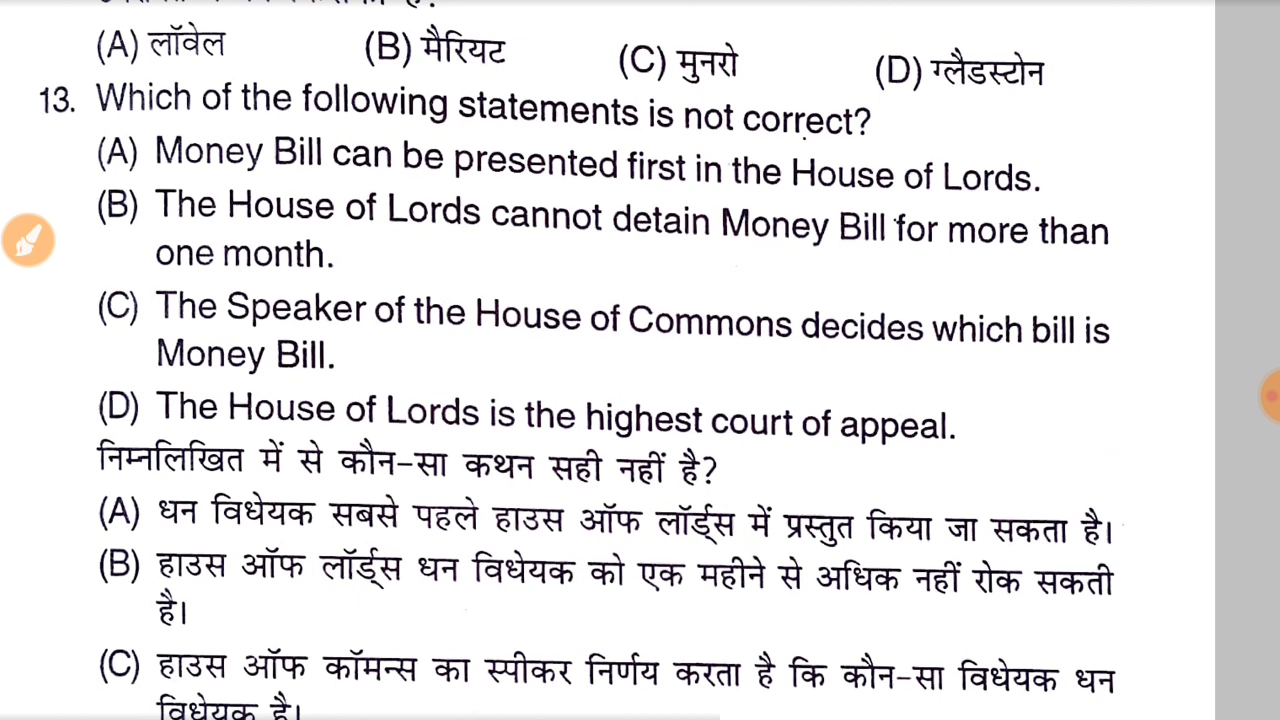 (A) लॉवेल (B) मैरियट (C) मुनरो (D) ग्लैडस्टोन
13. Which of the following statements is not correct?
(A) Money Bill can be presented first in the House of Lords.
(B) The House of Lords cannot detain Money Bill for more than
one month.
(C) The Speaker of the House of Commons decides which bill is
Money Bill.
(D) The House of Lords is the highest court of appeal.
निम्नलिखित में से कौन-सा कथन सही नहीं है?
(A) धन विधेयक सबसे पहले हाउस ऑफ लॉर्ड्स में प्रस्तुत किया जा सकता है।
(B) हाउस ऑफ लॉर्ड्स धन विधेयक को एक महीने से अधिक नहीं रोक सकती
है।
(C) हाउस ऑफ कॉमन्स का स्पीकर निर्णय करता है कि कौन-सा विधेयक धन
विधेयक है।